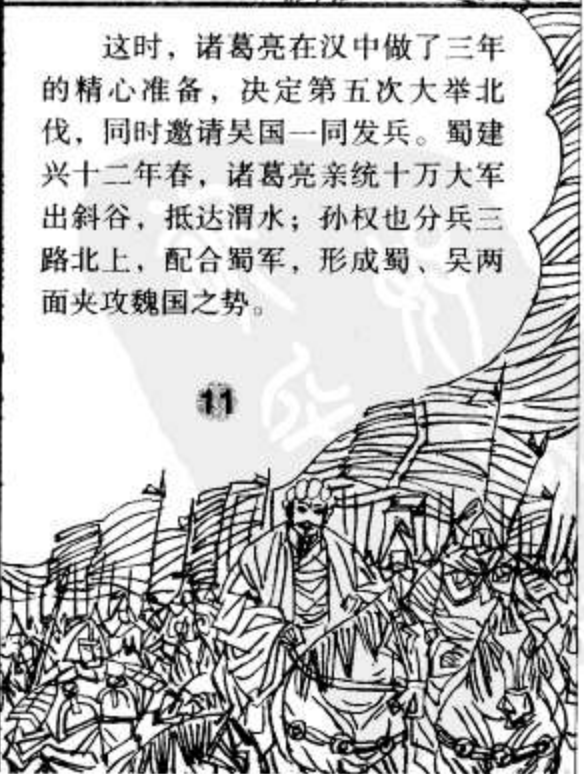 这时，诸葛亮在汉中做了三年
的精心准备，决定第五次大举北
伐，同时邀请吴国一同发兵。蜀建
兴十二年春，诸葛亮亲统十万大军
出斜谷，抵达渭水；孙权也分兵三
路北上，配合蜀军，形成蜀、吴两
面夹攻魏国之势。
11